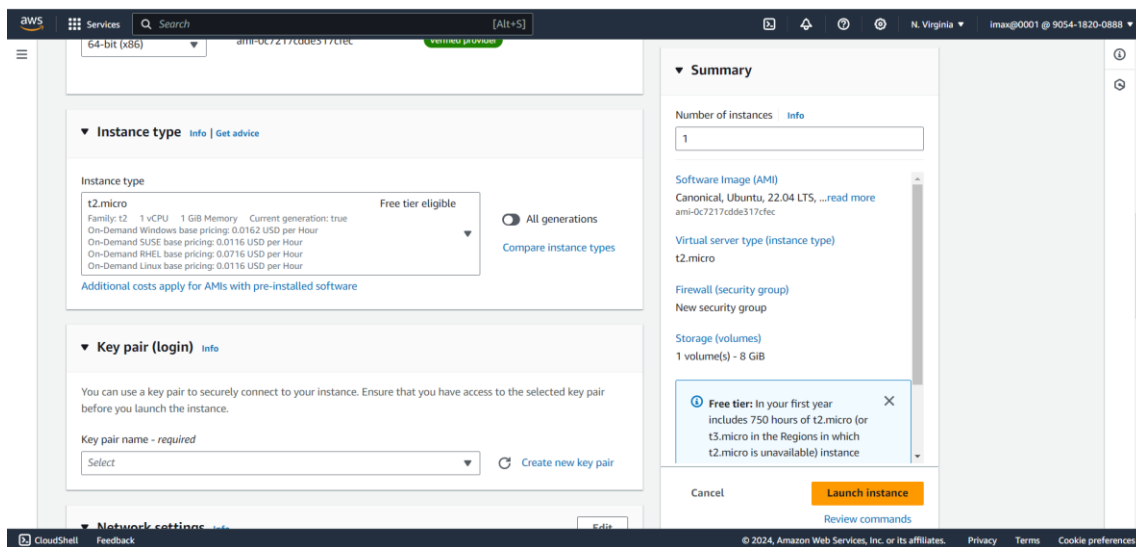 aws
Services
Search
[Alt+S]
N. Virginia
imax@0001 @ 9054-1820-0888
64-bit (x86)
ami-0c7217cdde317cfec
Verified provider
Instance type Info | Get advice
Instance type
t2.micro Free tier eligible
Family: t2 1 vCPU 1 GiB Memory Current generation: true
On-Demand Windows base pricing: 0.0162 USD per Hour
On-Demand SUSE base pricing: 0.0116 USD per Hour
On-Demand RHEL base pricing: 0.0716 USD per Hour
On-Demand Linux base pricing: 0.0116 USD per Hour
All generations
Compare instance types
Additional costs apply for AMIs with pre-installed software
Key pair (login) Info
You can use a key pair to securely connect to your instance. Ensure that you have access to the selected key pair
before you launch the instance.
Key pair name - required
Select
Create new key pair
Network settings Info
Edit
Summary
Number of instances Info
1
Software Image (AMI)
Canonical, Ubuntu, 22.04 LTS, ...read more
ami-0c7217cdde317cfec
Virtual server type (instance type)
t2.micro
Firewall (security group)
New security group
Storage (volumes)
1 volume(s) - 8 GiB
Free tier: In your first year
includes 750 hours of t2.micro (or
t3.micro in the Regions in which
t2.micro is unavailable) instance
Cancel
Launch instance
Review commands
CloudShell
Feedback
© 2024, Amazon Web Services, Inc. or its affiliates.
Privacy
Terms
Cookie preferences